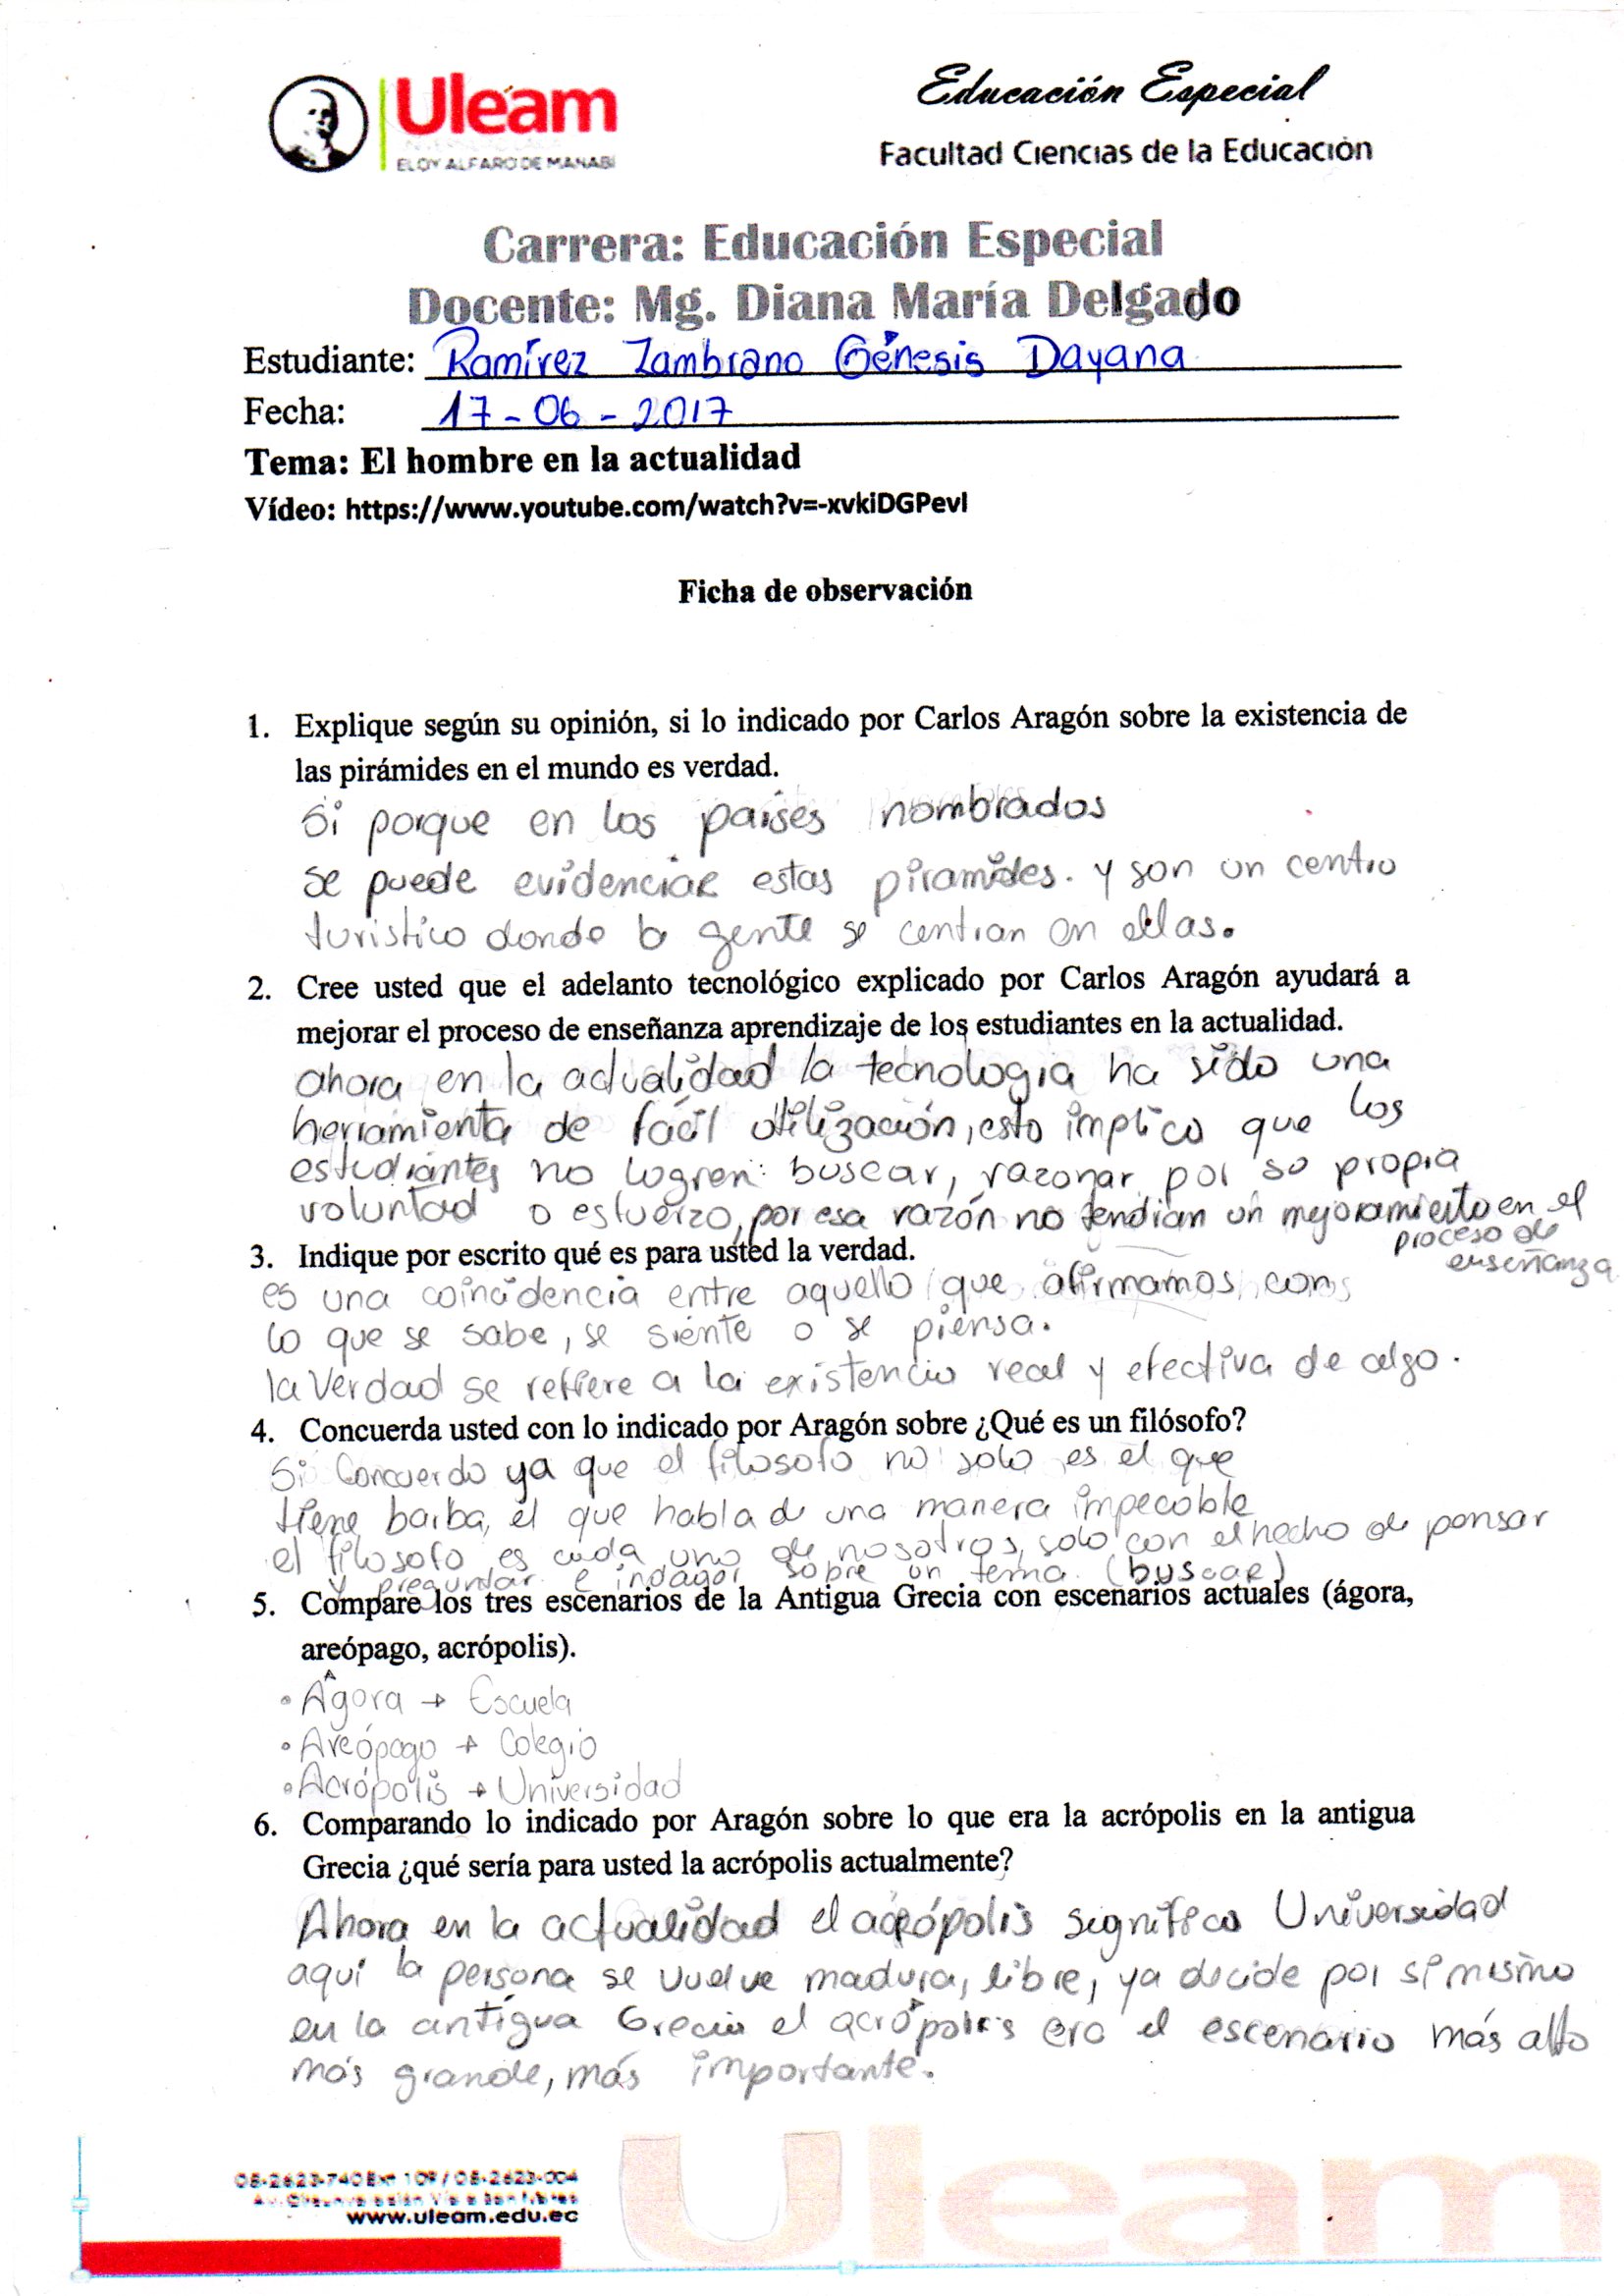 Uleam
ELOY ALFARO DE MANABÍ
Educación Especial
Facultad Ciencias de la Educación
Carrera: Educación Especial
Docente: Mg. Diana María Delgado
Estudiante: Ramírez Zambrano Génesis Dayana
Fecha: 17-06-2017
Tema: El hombre en la actualidad
Vídeo: https://www.youtube.com/watch?v=-xvkiDGPevI
Ficha de observación
1. Explique según su opinión, si lo indicado por Carlos Aragón sobre la existencia de
las pirámides en el mundo es verdad.
Si porque en los paises nombrados
se puede evidenciar estas piramides. y son un centro
turistico donde la gente se centran en ellas.
2. Cree usted que el adelanto tecnológico explicado por Carlos Aragón ayudará a
mejorar el proceso de enseñanza aprendizaje de los estudiantes en la actualidad.
ahora en la actualidad la tecnologia ha sido una
herramienta de fácil utilización, esto implica que los
estudiantes no logren: buscar, razonar por so propia
voluntad o esfuerzo, por esa razón no tendrian un mejoramiento en el
proceso de
enseñanza
3. Indique por escrito qué es para usted la verdad.
es una coincidencia entre aquello que afirmamos con
lo que se sabe, se siente o se piensa.
la Verdad se refiere a la existencia real y efectiva de algo.
4. Concuerda usted con lo indicado por Aragón sobre ¿Qué es un filósofo?
Si Concuerdo ya que el filosofo no solo es el que
tiene barba, el que habla de una manera impecable
el filosofo es cada uno de nosotros, solo con el hecho de pensar
y preguntar e indagar sobre un tema. (buscar)
5. Compare los tres escenarios de la Antigua Grecia con escenarios actuales (ágora,
areópago, acrópolis).
• Ágora → Escuela
• Areópago → Colegio
• Acrópolis → Universidad
6. Comparando lo indicado por Aragón sobre lo que era la acrópolis en la antigua
Grecia ¿qué sería para usted la acrópolis actualmente?
Ahora en la actualidad el acrópolis significa Universidad
aquí la persona se vuelve madura, libre, ya decide por si mismo
en la antigua Grecia el acrópolis era el escenario más alto
más grande, más importante.
05-2623-740 Ext 109 / 05-2623-004
www.uleam.edu.ec
Uleam